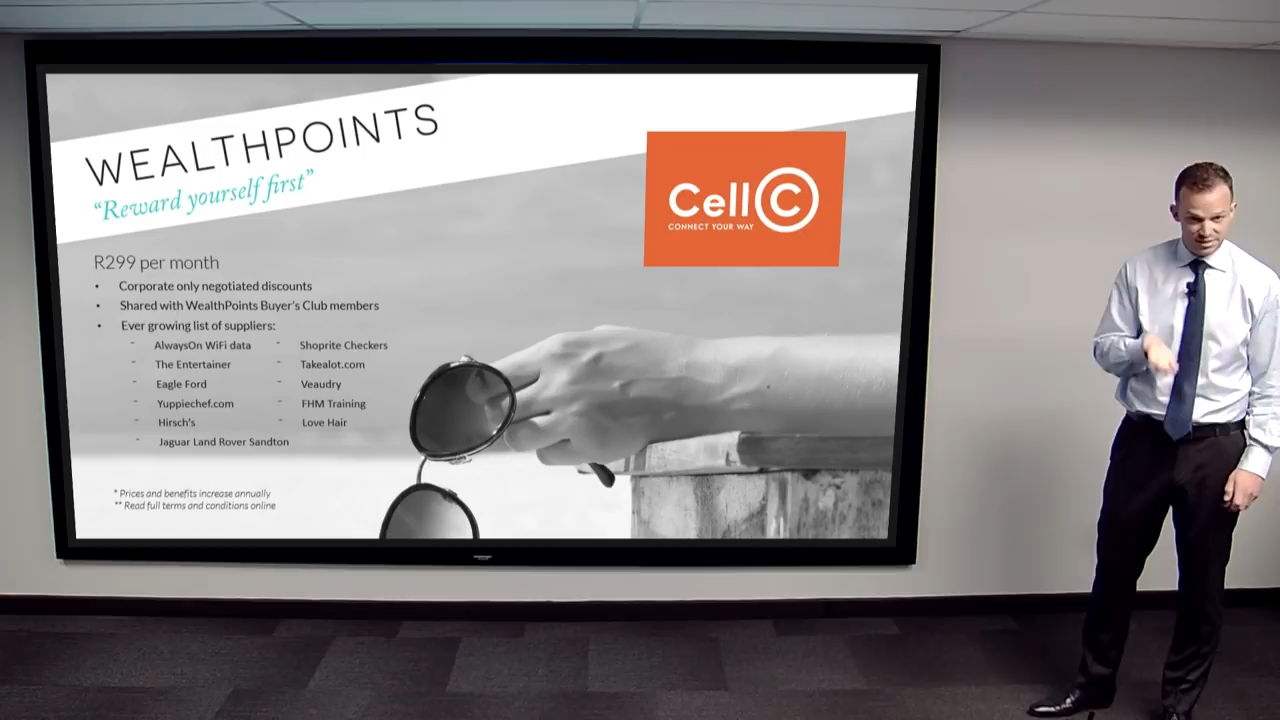 WEALTHPOINTS
“Reward yourself first”
Cell C
CONNECT YOUR WAY
R299 per month
• Corporate only negotiated discounts
• Shared with WealthPoints Buyer's Club members
• Ever growing list of suppliers:
- AlwaysOn WiFi data - Shoprite Checkers
- The Entertainer - Takealot.com
- Eagle Ford - Veaudry
- Yuppiechef.com - FHM Training
- Hirsch's - Love Hair
- Jaguar Land Rover Sandton
* Prices and benefits increase annually
** Read full terms and conditions online